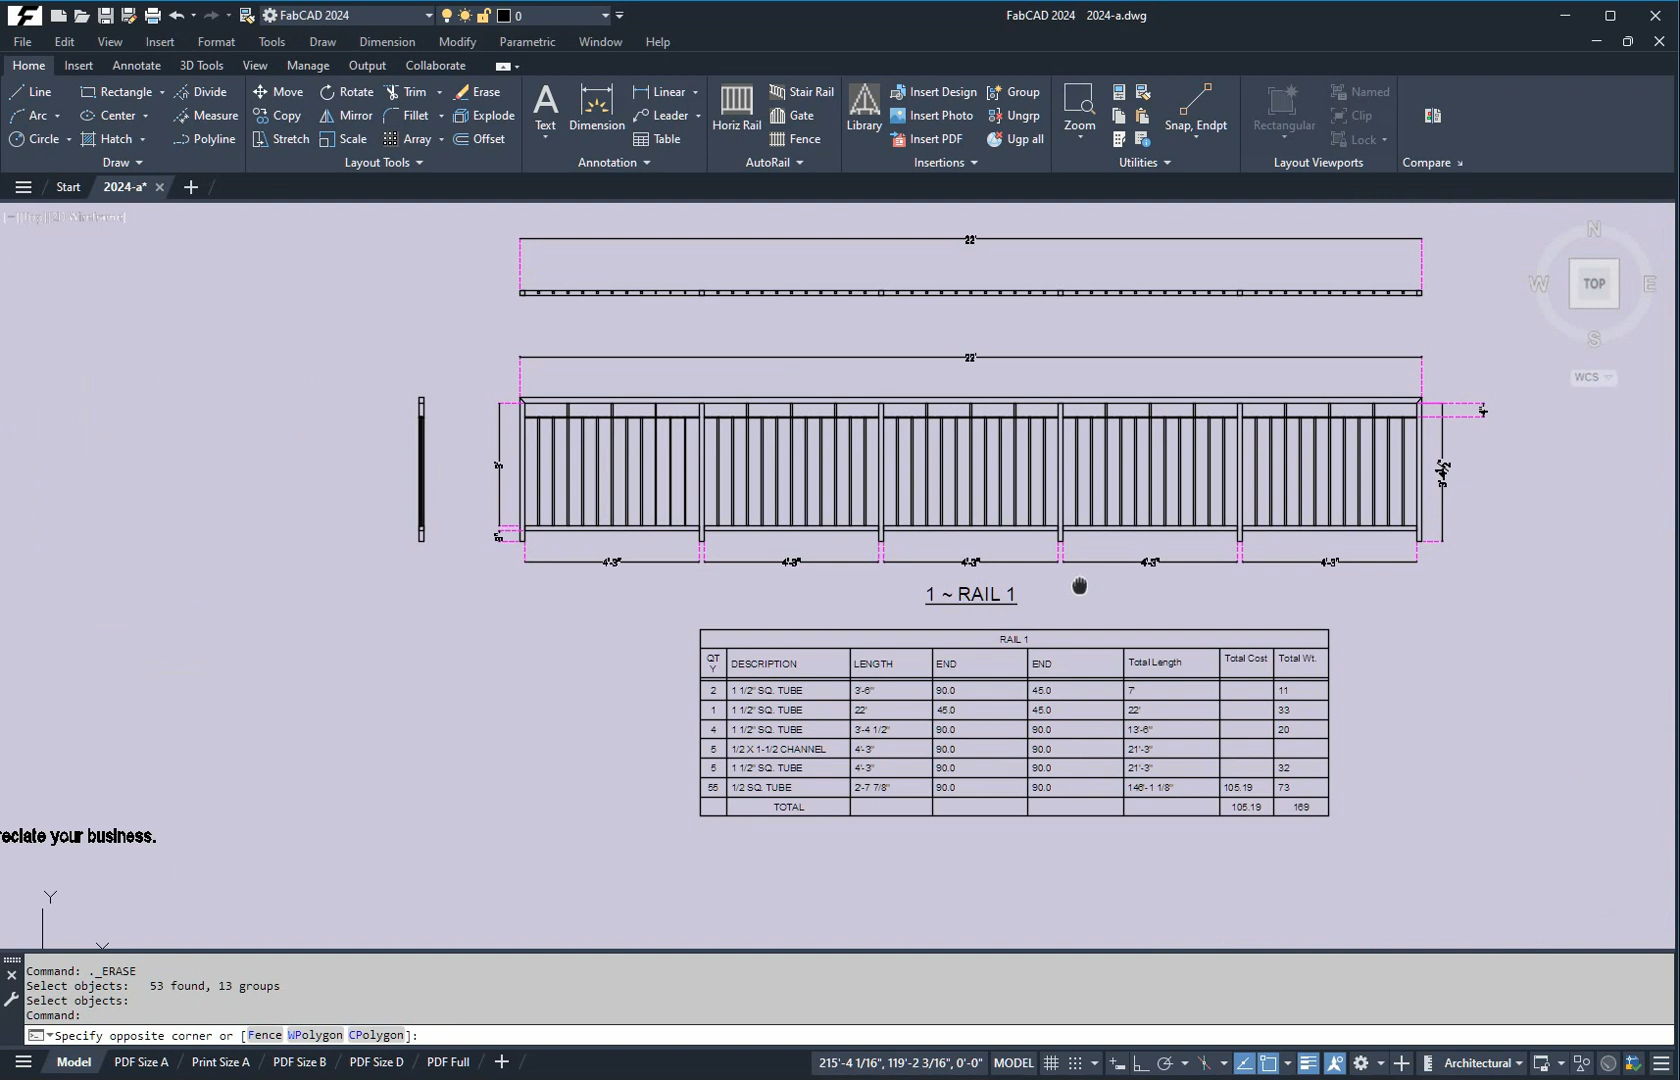 FabCAD 2024
0
FabCAD 2024 2024-a.dwg
File Edit View Insert Format Tools Draw Dimension Modify Parametric Window Help
Home Insert Annotate 3D Tools View Manage Output Collaborate
Line Rectangle Divide Move Rotate Trim Erase Linear Stair Rail Insert Design Group Named
Arc Center Measure Copy Mirror Fillet Explode Text Dimension Leader Horiz Rail Gate Library Insert Photo Ungrp Zoom Snap, Endpt Rectangular Clip
Circle Hatch Polyline Stretch Scale Array Offset Table Fence Insert PDF Ugp all Lock
Draw Layout Tools Annotation AutoRail Insertions Utilities Layout Viewports Compare
Start 2024-a*
N
W TOP E
S
WCS
22'
22'
3'
3'-4 1/2"
4'-3" 4'-3" 4'-3" 4'-3" 4'-3"
1 ~ RAIL 1
RAIL 1
QT
Y DESCRIPTION LENGTH END END Total Length Total Cost Total Wt.
2 1 1/2" SQ. TUBE 3'-6" 90.0 45.0 7' 11
1 1 1/2" SQ. TUBE 22' 45.0 45.0 22' 33
4 1 1/2" SQ. TUBE 3'-4 1/2" 90.0 90.0 13'-6" 20
5 1/2 X 1-1/2 CHANNEL 4'-3" 90.0 90.0 21'-3"
5 1 1/2" SQ. TUBE 4'-3" 90.0 90.0 21'-3" 32
55 1/2 SQ. TUBE 2'-7 7/8" 90.0 90.0 146'-1 1/8" 105.19 73
TOTAL 105.19 169
reciate your business.
Y
X
Command: ._ERASE
Select objects: 53 found, 13 groups
Select objects:
Command:
Specify opposite corner or [Fence WPolygon CPolygon]:
Model PDF Size A Print Size A PDF Size B PDF Size D PDF Full
215'-4 1/16", 119'-2 3/16", 0'-0" MODEL Architectural